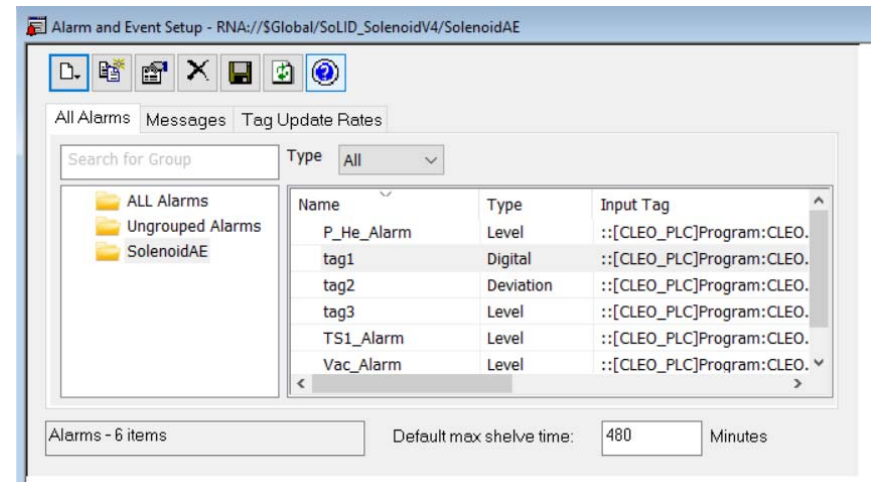 Alarm and Event Setup - RNA://$Global/SoLID_SolenoidV4/SolenoidAE
All Alarms Messages Tag Update Rates
Search for Group Type All
ALL Alarms
Ungrouped Alarms
SolenoidAE
Name Type Input Tag
P_He_Alarm Level ::[CLEO_PLC]Program:CLEO.
tag1 Digital ::[CLEO_PLC]Program:CLEO.
tag2 Deviation ::[CLEO_PLC]Program:CLEO.
tag3 Level ::[CLEO_PLC]Program:CLEO.
TS1_Alarm Level ::[CLEO_PLC]Program:CLEO.
Vac_Alarm Level ::[CLEO_PLC]Program:CLEO.
Alarms - 6 items Default max shelve time: 480 Minutes